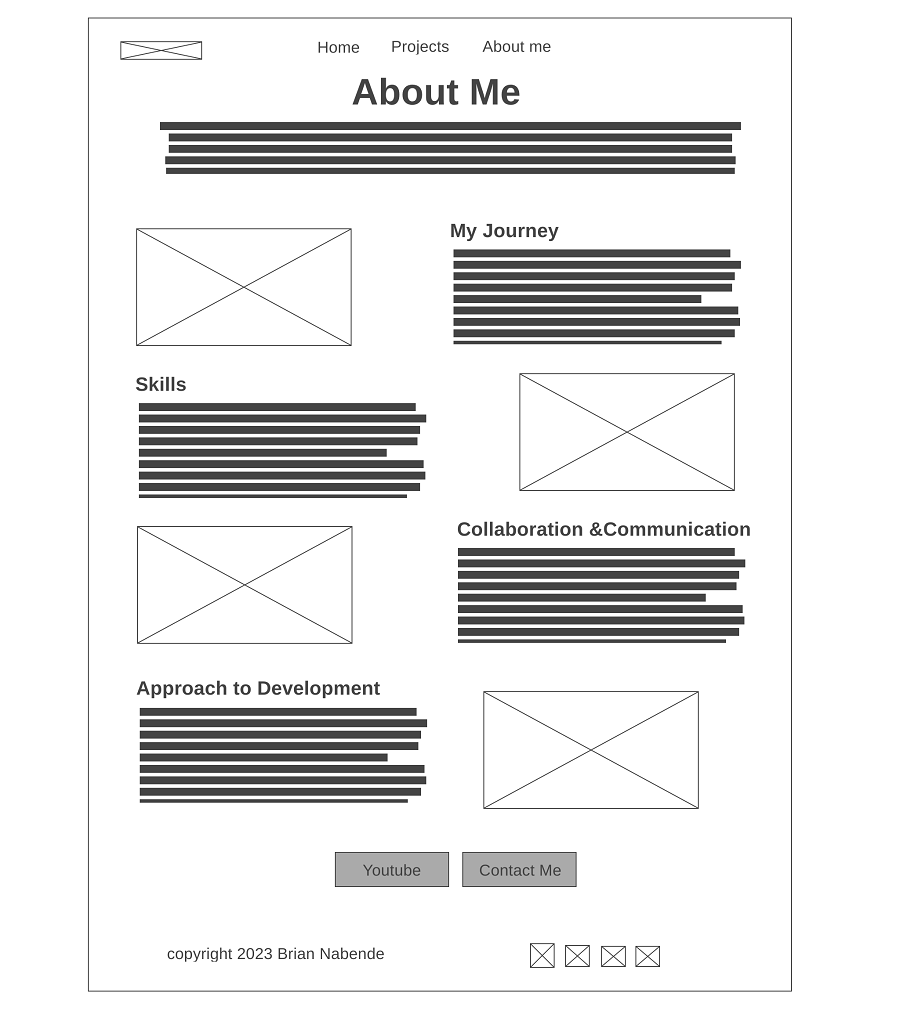 Home Projects About me
About Me
My Journey
Skills
Collaboration &Communication
Approach to Development
Youtube Contact Me
copyright 2023 Brian Nabende